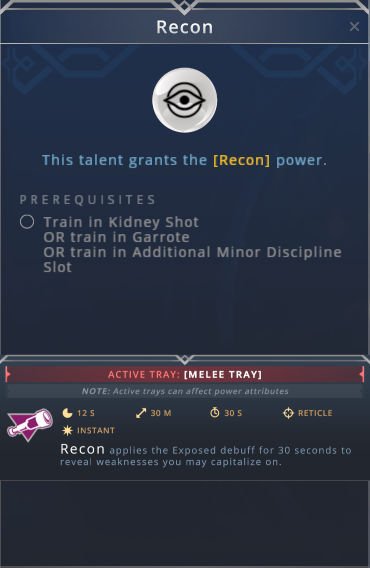 Recon
This talent grants the [Recon] power.
PREREQUISITES
Train in Kidney Shot
OR train in Garrote
OR train in Additional Minor Discipline
Slot
ACTIVE TRAY: [MELEE TRAY]
NOTE: Active trays can affect power attributes
12 S 30 M 30 S RETICLE
INSTANT
Recon applies the Exposed debuff for 30 seconds to
reveal weaknesses you may capitalize on.